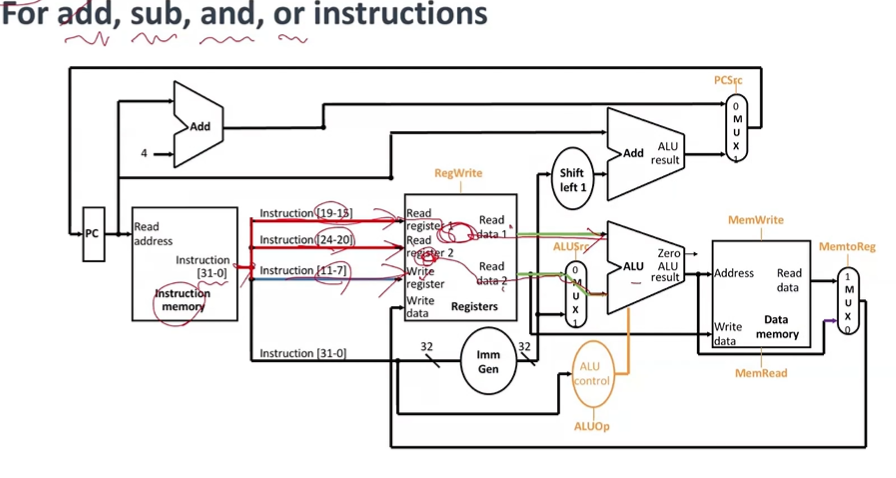 For add, sub, and, or instructions
PCSrc
0
M
U
X
1
Add
4
Add
ALU
result
Shift
left 1
RegWrite
PC
Read
address
Instruction
[31-0]
Instruction
memory
Instruction [19-15]
Instruction [24-20]
Instruction [11-7]
Instruction [31-0]
Read
register 1
Read
register 2
Write
register
Write
data
Read
data 1
Read
data 2
Registers
ALUSrc
0
M
U
X
1
ALU
Zero
ALU
result
MemWrite
Address
Read
data
Write
data
Data
memory
MemRead
MemtoReg
1
M
U
X
0
32
Imm
Gen
32
ALU
control
ALUOp